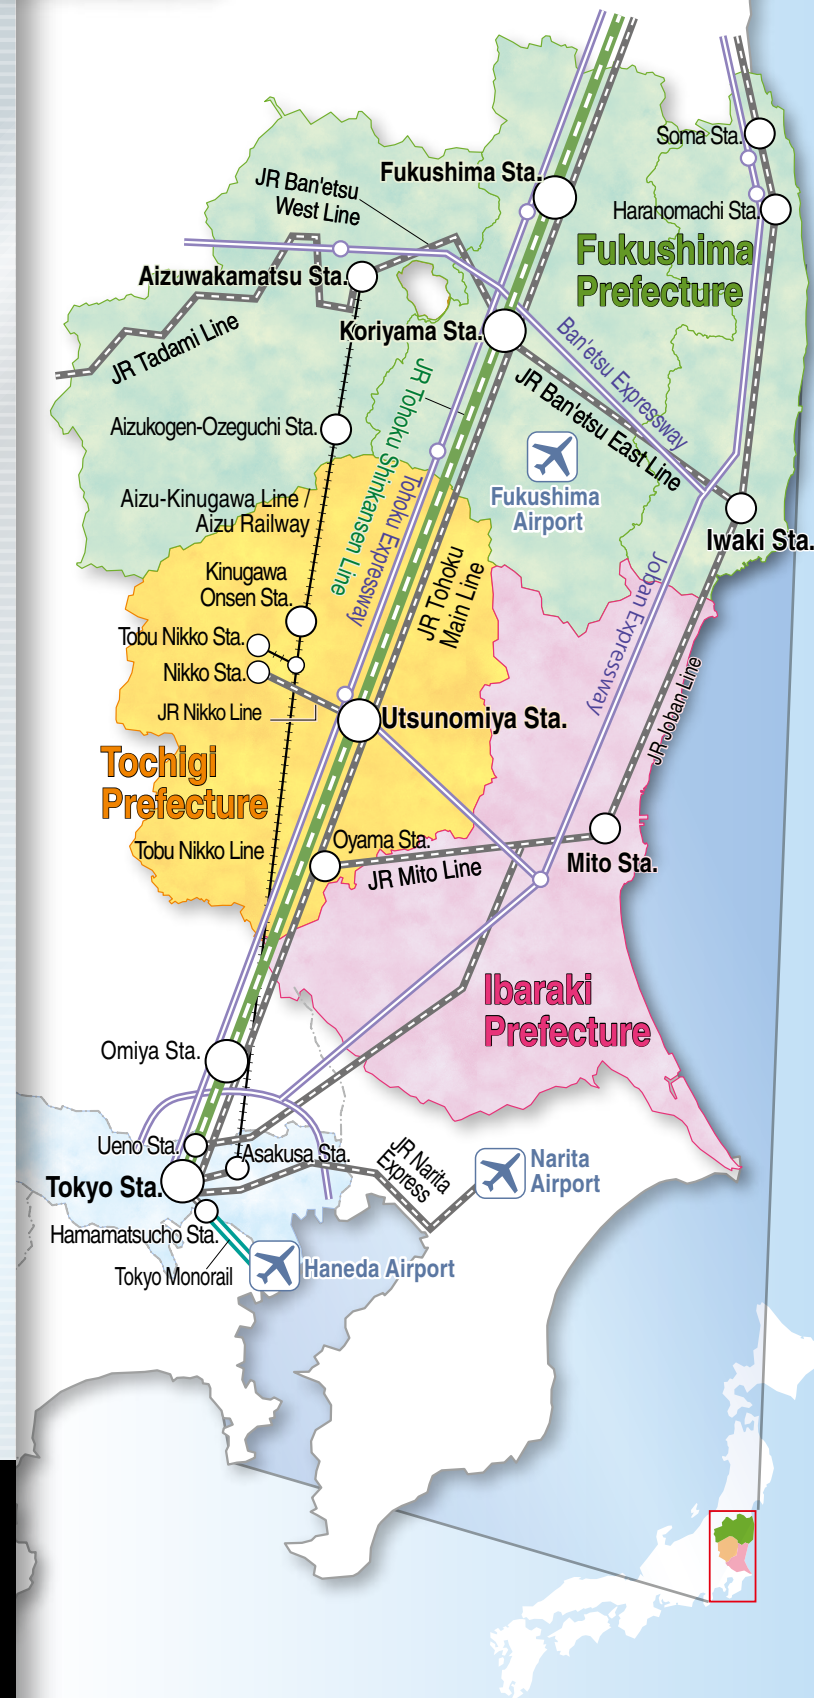 Soma Sta.
Fukushima Sta.
JR Ban'etsu
West Line
Haranomachi Sta.
Fukushima
Prefecture
Aizuwakamatsu Sta.
Koriyama Sta.
JR Tadami Line
Ban'etsu Expressway
JR Tohoku Shinkansen Line
JR Ban'etsu East Line
Aizukogen-Ozeguchi Sta.
Fukushima
Airport
Aizu-Kinugawa Line /
Aizu Railway
Tohoku Expressway
Iwaki Sta.
JR Tohoku
Main Line
Joban Expressway
Kinugawa
Onsen Sta.
Tobu Nikko Sta.
Nikko Sta.
JR Nikko Line
Utsunomiya Sta.
JR Joban Line
Tochigi
Prefecture
Oyama Sta.
Tobu Nikko Line
JR Mito Line
Mito Sta.
Ibaraki
Prefecture
Omiya Sta.
Ueno Sta.
Asakusa Sta.
JR Narita
Express
Narita
Airport
Tokyo Sta.
Hamamatsucho Sta.
Tokyo Monorail
Haneda Airport